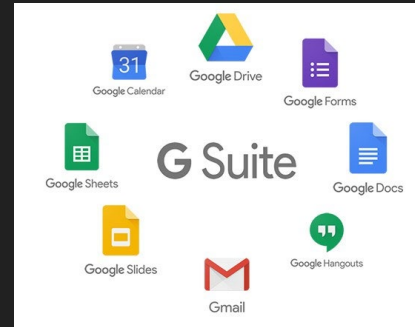 31
Google Drive
Google Calendar
Google Forms
Google Sheets
G Suite
Google Docs
Google Slides
Google Hangouts
Gmail